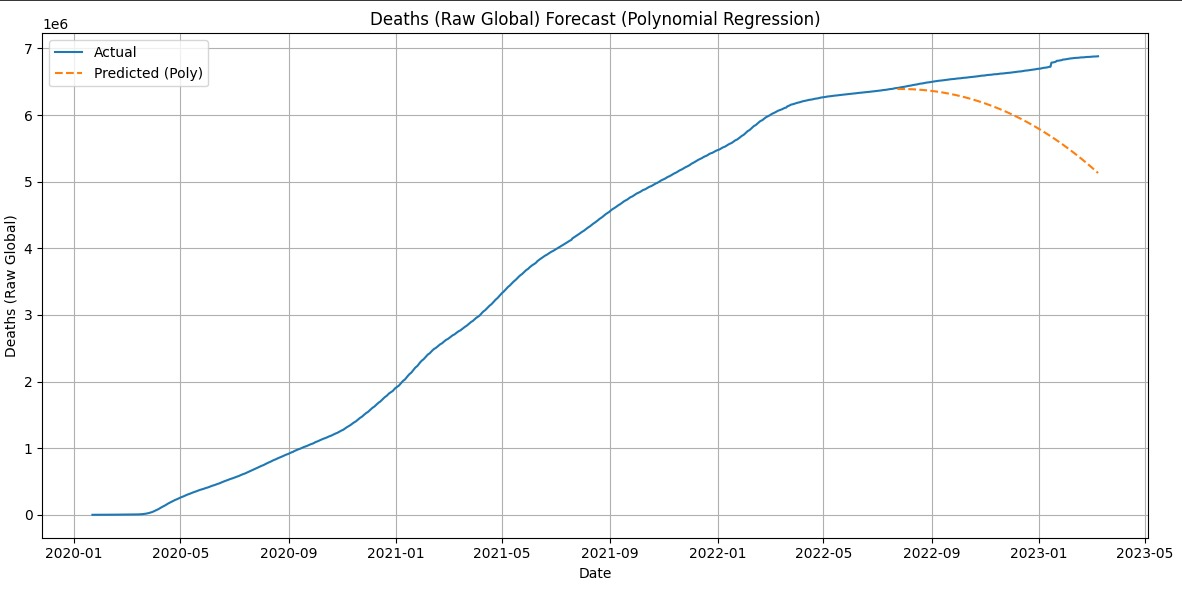 Deaths (Raw Global) Forecast (Polynomial Regression)
1e6
Actual
Predicted (Poly)
7
6
5
4
3
2
1
0
Deaths (Raw Global)
2020-01 2020-05 2020-09 2021-01 2021-05 2021-09 2022-01 2022-05 2022-09 2023-01 2023-05
Date